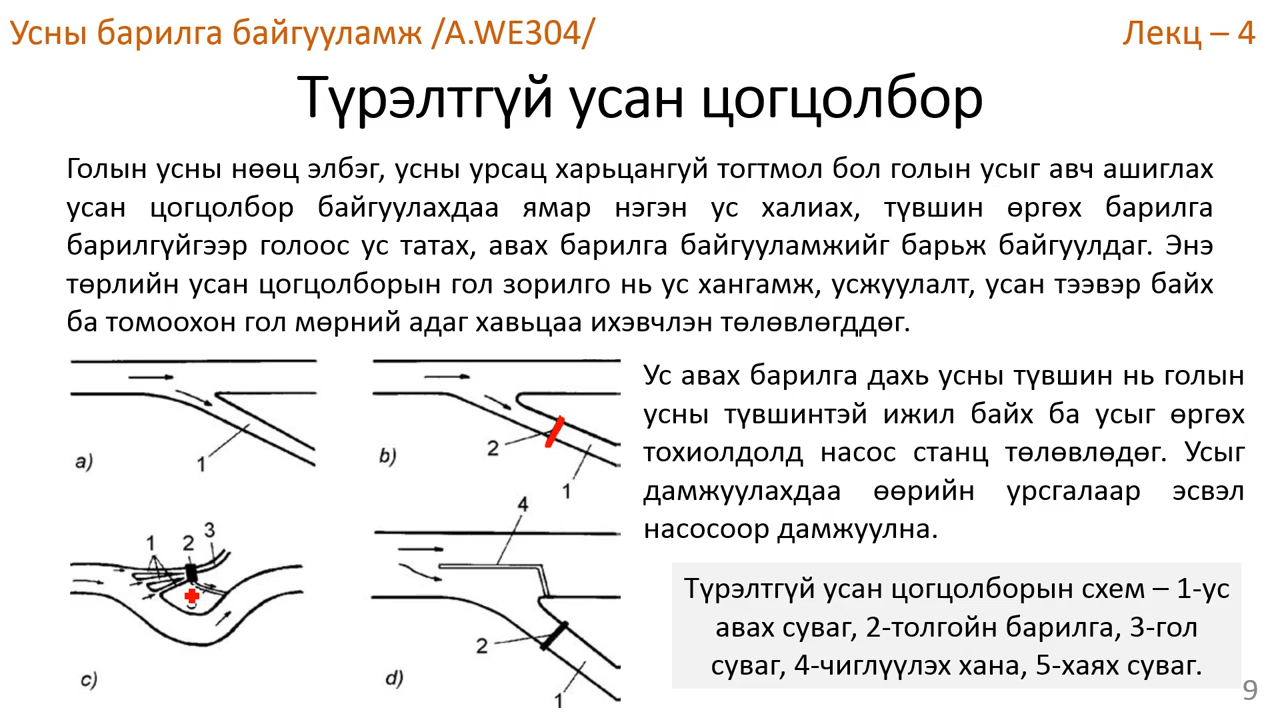 Усны барилга байгууламж /A.WE304/
Лекц – 4
Түрэлтгүй усан цогцолбор
Голын усны нөөц элбэг, усны урсац харьцангуй тогтмол бол голын усыг авч ашиглах
усан цогцолбор байгуулахдаа ямар нэгэн ус халиах, түвшин өргөх барилга
барилгүйгээр голоос ус татах, авах барилга байгууламжийг барьж байгуулдаг. Энэ
төрлийн усан цогцолборын гол зорилго нь ус хангамж, усжуулалт, усан тээвэр байх
ба томоохон гол мөрний адаг хавьцаа ихэвчлэн төлөвлөгддөг.
Ус авах барилга дахь усны түвшин нь голын
усны түвшинтэй ижил байх ба усыг өргөх
тохиолдолд насос станц төлөвлөдөг. Усыг
дамжуулахдаа өөрийн урсгалаар эсвэл
насосоор дамжуулна.
a)
1
b)
2
1
1 2 3
c)
4
2
d)
1
Түрэлтгүй усан цогцолборын схем – 1-ус
авах суваг, 2-толгойн барилга, 3-гол
суваг, 4-чиглүүлэх хана, 5-хаях суваг.
9